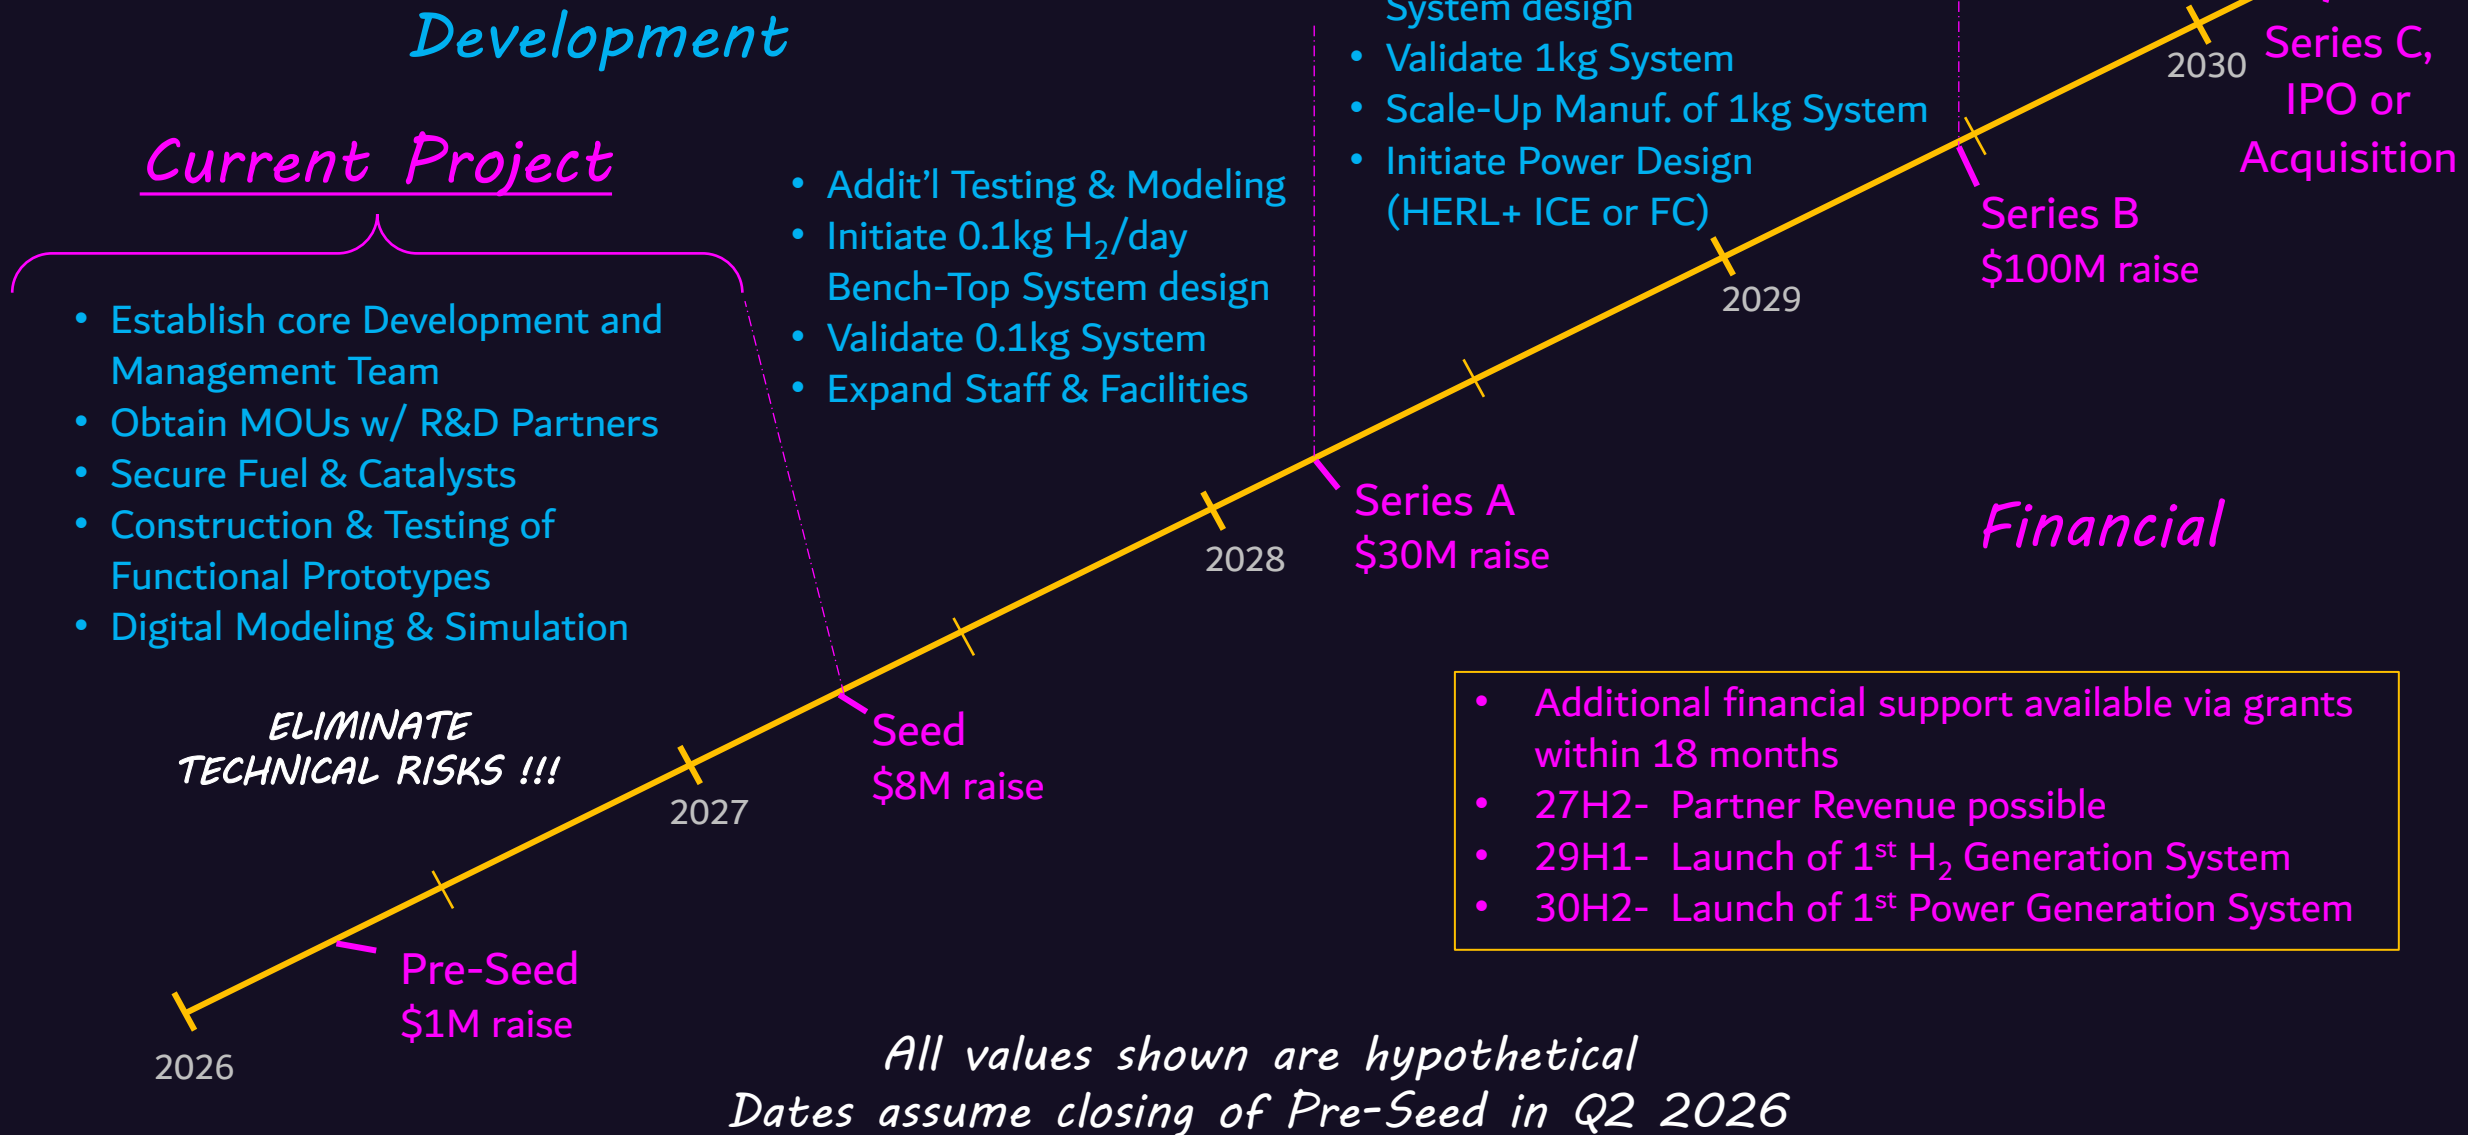 Development
Current Project
• Establish core Development and
Management Team
• Obtain MOUs w/ R&D Partners
• Secure Fuel & Catalysts
• Construction & Testing of
Functional Prototypes
• Digital Modeling & Simulation
ELIMINATE
TECHNICAL RISKS !!!
• Addit’l Testing & Modeling
• Initiate 0.1kg H₂/day
Bench-Top System design
• Validate 0.1kg System
• Expand Staff & Facilities
System design
• Validate 1kg System
• Scale-Up Manuf. of 1kg System
• Initiate Power Design
(HERL+ ICE or FC)
2026
Pre-Seed
$1M raise
2027
Seed
$8M raise
2028
Series A
$30M raise
2029
Series B
$100M raise
2030
Series C,
IPO or
Acquisition
Financial
• Additional financial support available via grants
within 18 months
• 27H2- Partner Revenue possible
• 29H1- Launch of 1st H₂ Generation System
• 30H2- Launch of 1st Power Generation System
All values shown are hypothetical
Dates assume closing of Pre-Seed in Q2 2026